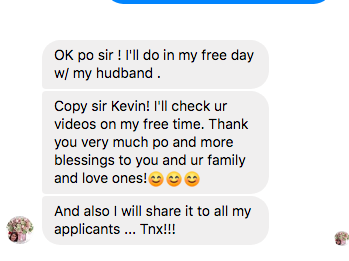 OK po sir ! I'll do in my free day
w/ my hudband .
Copy sir Kevin! I'll check ur
videos on my free time. Thank
you very much po and more
blessings to you and ur family
and love ones!😊😊😊
And also I will share it to all my
applicants ... Tnx!!!